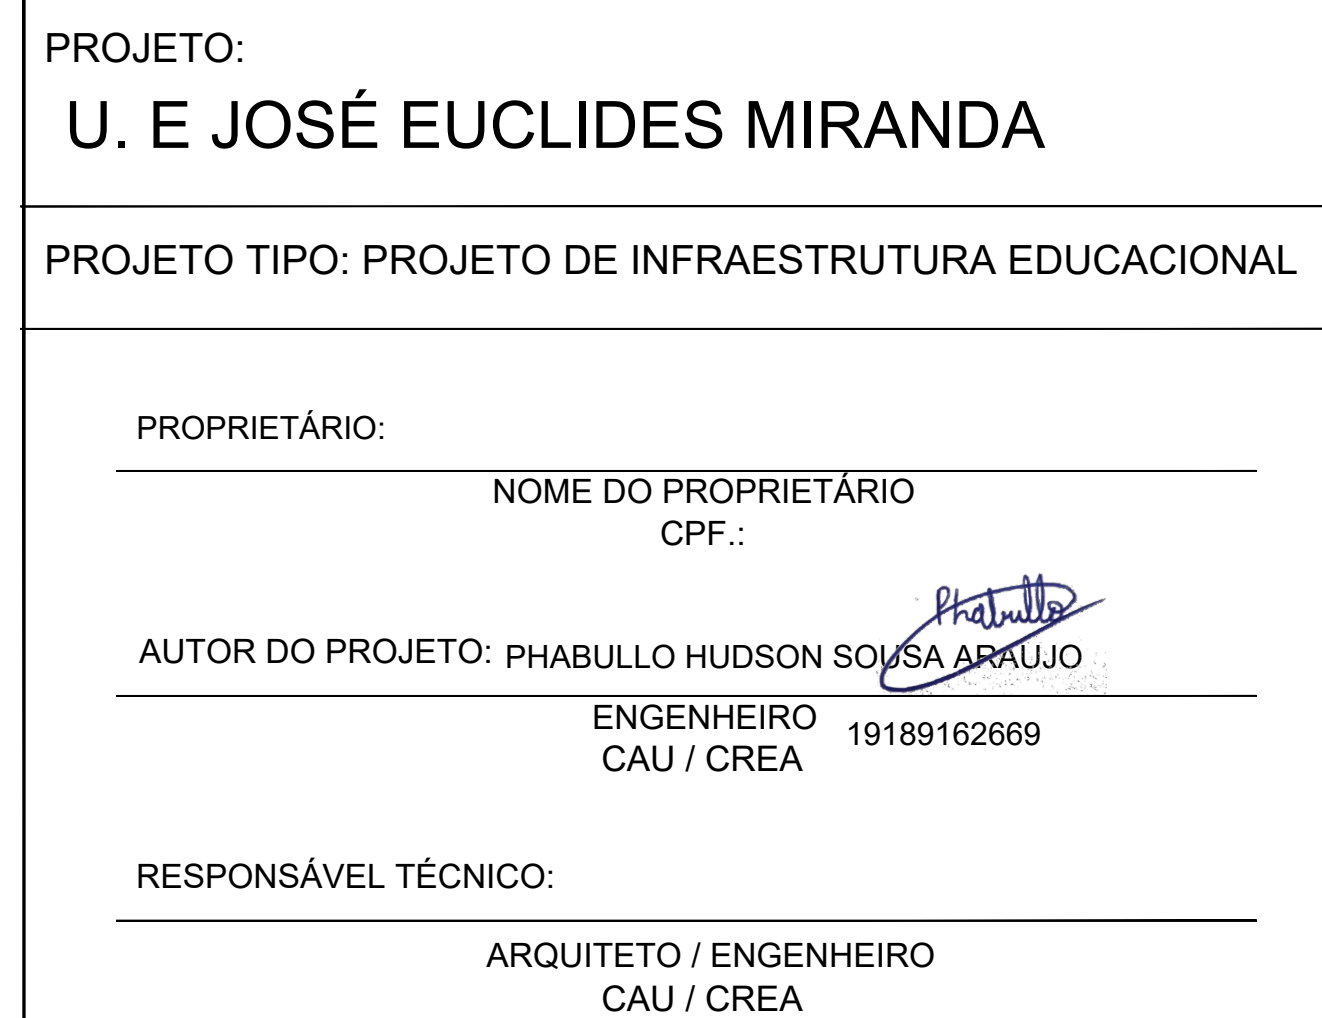 PROJETO:
U. E JOSÉ EUCLIDES MIRANDA
PROJETO TIPO: PROJETO DE INFRAESTRUTURA EDUCACIONAL
PROPRIETÁRIO:
NOME DO PROPRIETÁRIO
CPF.:
Phabullo
AUTOR DO PROJETO: PHABULLO HUDSON SOUSA ARAUJO
ENGENHEIRO 19189162669
CAU / CREA
RESPONSÁVEL TÉCNICO:
ARQUITETO / ENGENHEIRO
CAU / CREA